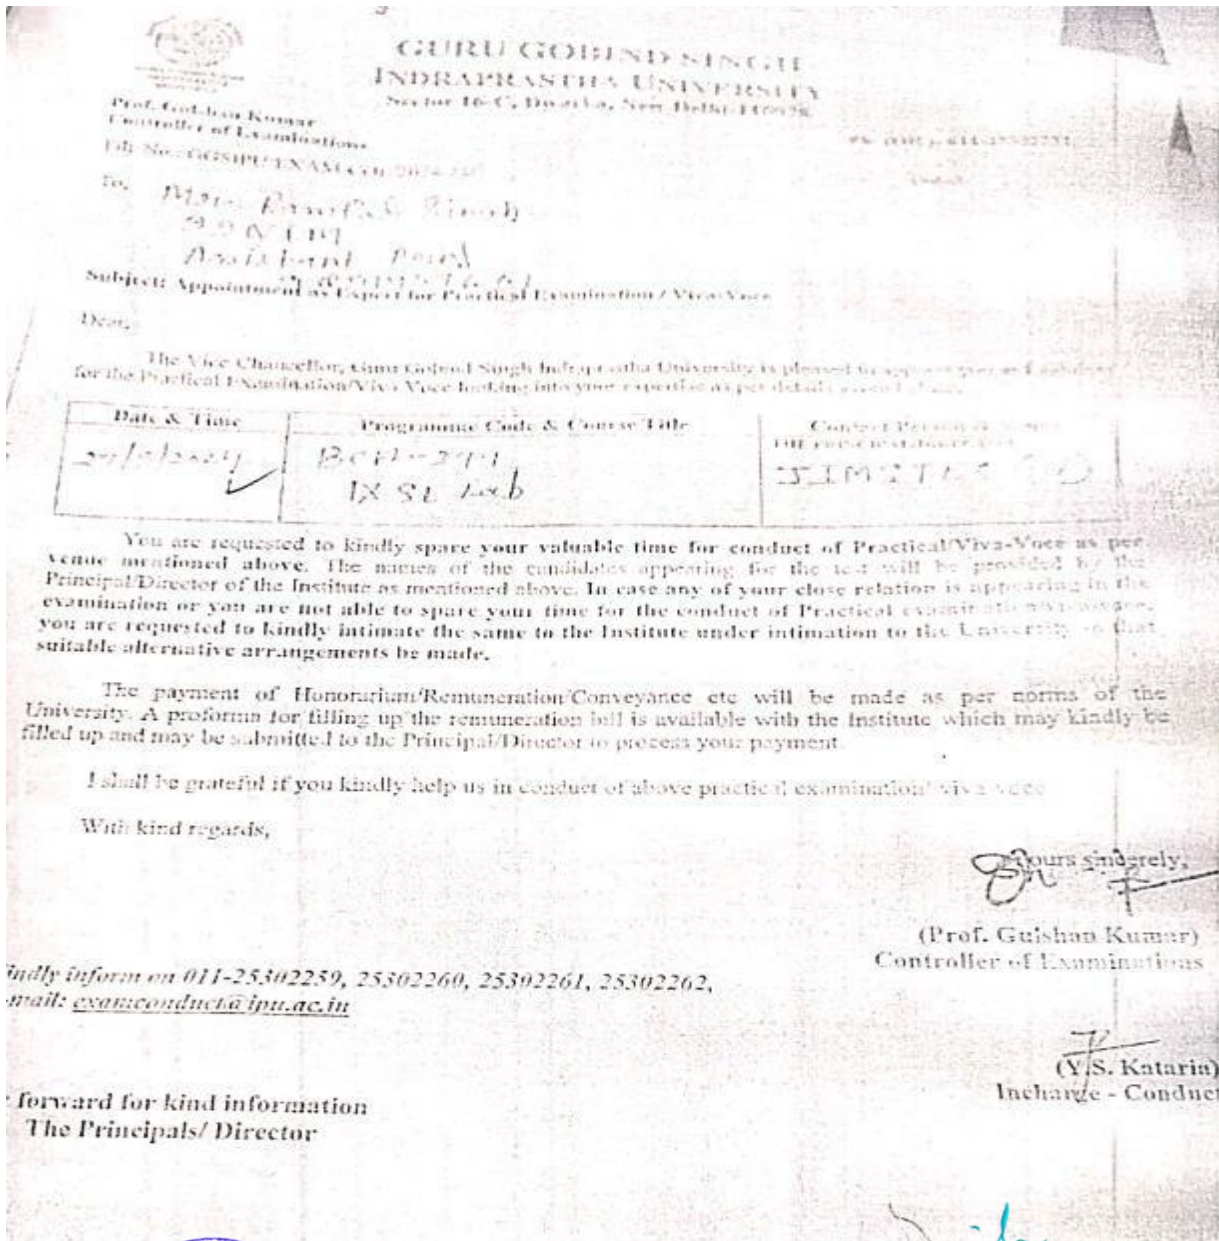 GURU GOBIND SINGH
INDRAPRASTHA UNIVERSITY
Sector 16-C, Dwarka, New Delhi-110078
Prof. Gulshan Kumar
Controller of Examinations
To,
Subject: Appointment as Expert for Practical Examination / Viva-Voce
Dear,
The Vice Chancellor, Guru Gobind Singh Indraprastha University is pleased to appoint you
for the Practical Examination/Viva Voce looking into your expertise as per details
Date & Time
Programme Code & Course Title
Contact Person &
Lab
You are requested to kindly spare your valuable time for conduct of Practical/Viva-Voce as per
venue mentioned above. The names of the candidates appearing for the test will be provided by the
Principal/Director of the Institute as mentioned above. In case any of your close relation is appearing in the
examination or you are not able to spare your time for the conduct of Practical
you are requested to kindly intimate the same to the Institute under intimation to the University so that
suitable alternative arrangements be made.
The payment of Honorarium/Remuneration/Conveyance etc will be made as per norms of the
University. A proforma for filling up the remuneration bill is available with the Institute which may kindly be
filled up and may be submitted to the Principal/Director to process your payment.
I shall be grateful if you kindly help us in conduct of above practical examination/ viva voce
With kind regards,
Yours sincerely,
(Prof. Gulshan Kumar)
Controller of Examinations
indly inform on 011-25302259, 25302260, 25302261, 25302262,
-mail: examconduct@ipu.ac.in
(Y.S. Kataria)
Incharge - Conduct
forward for kind information
The Principals/ Director